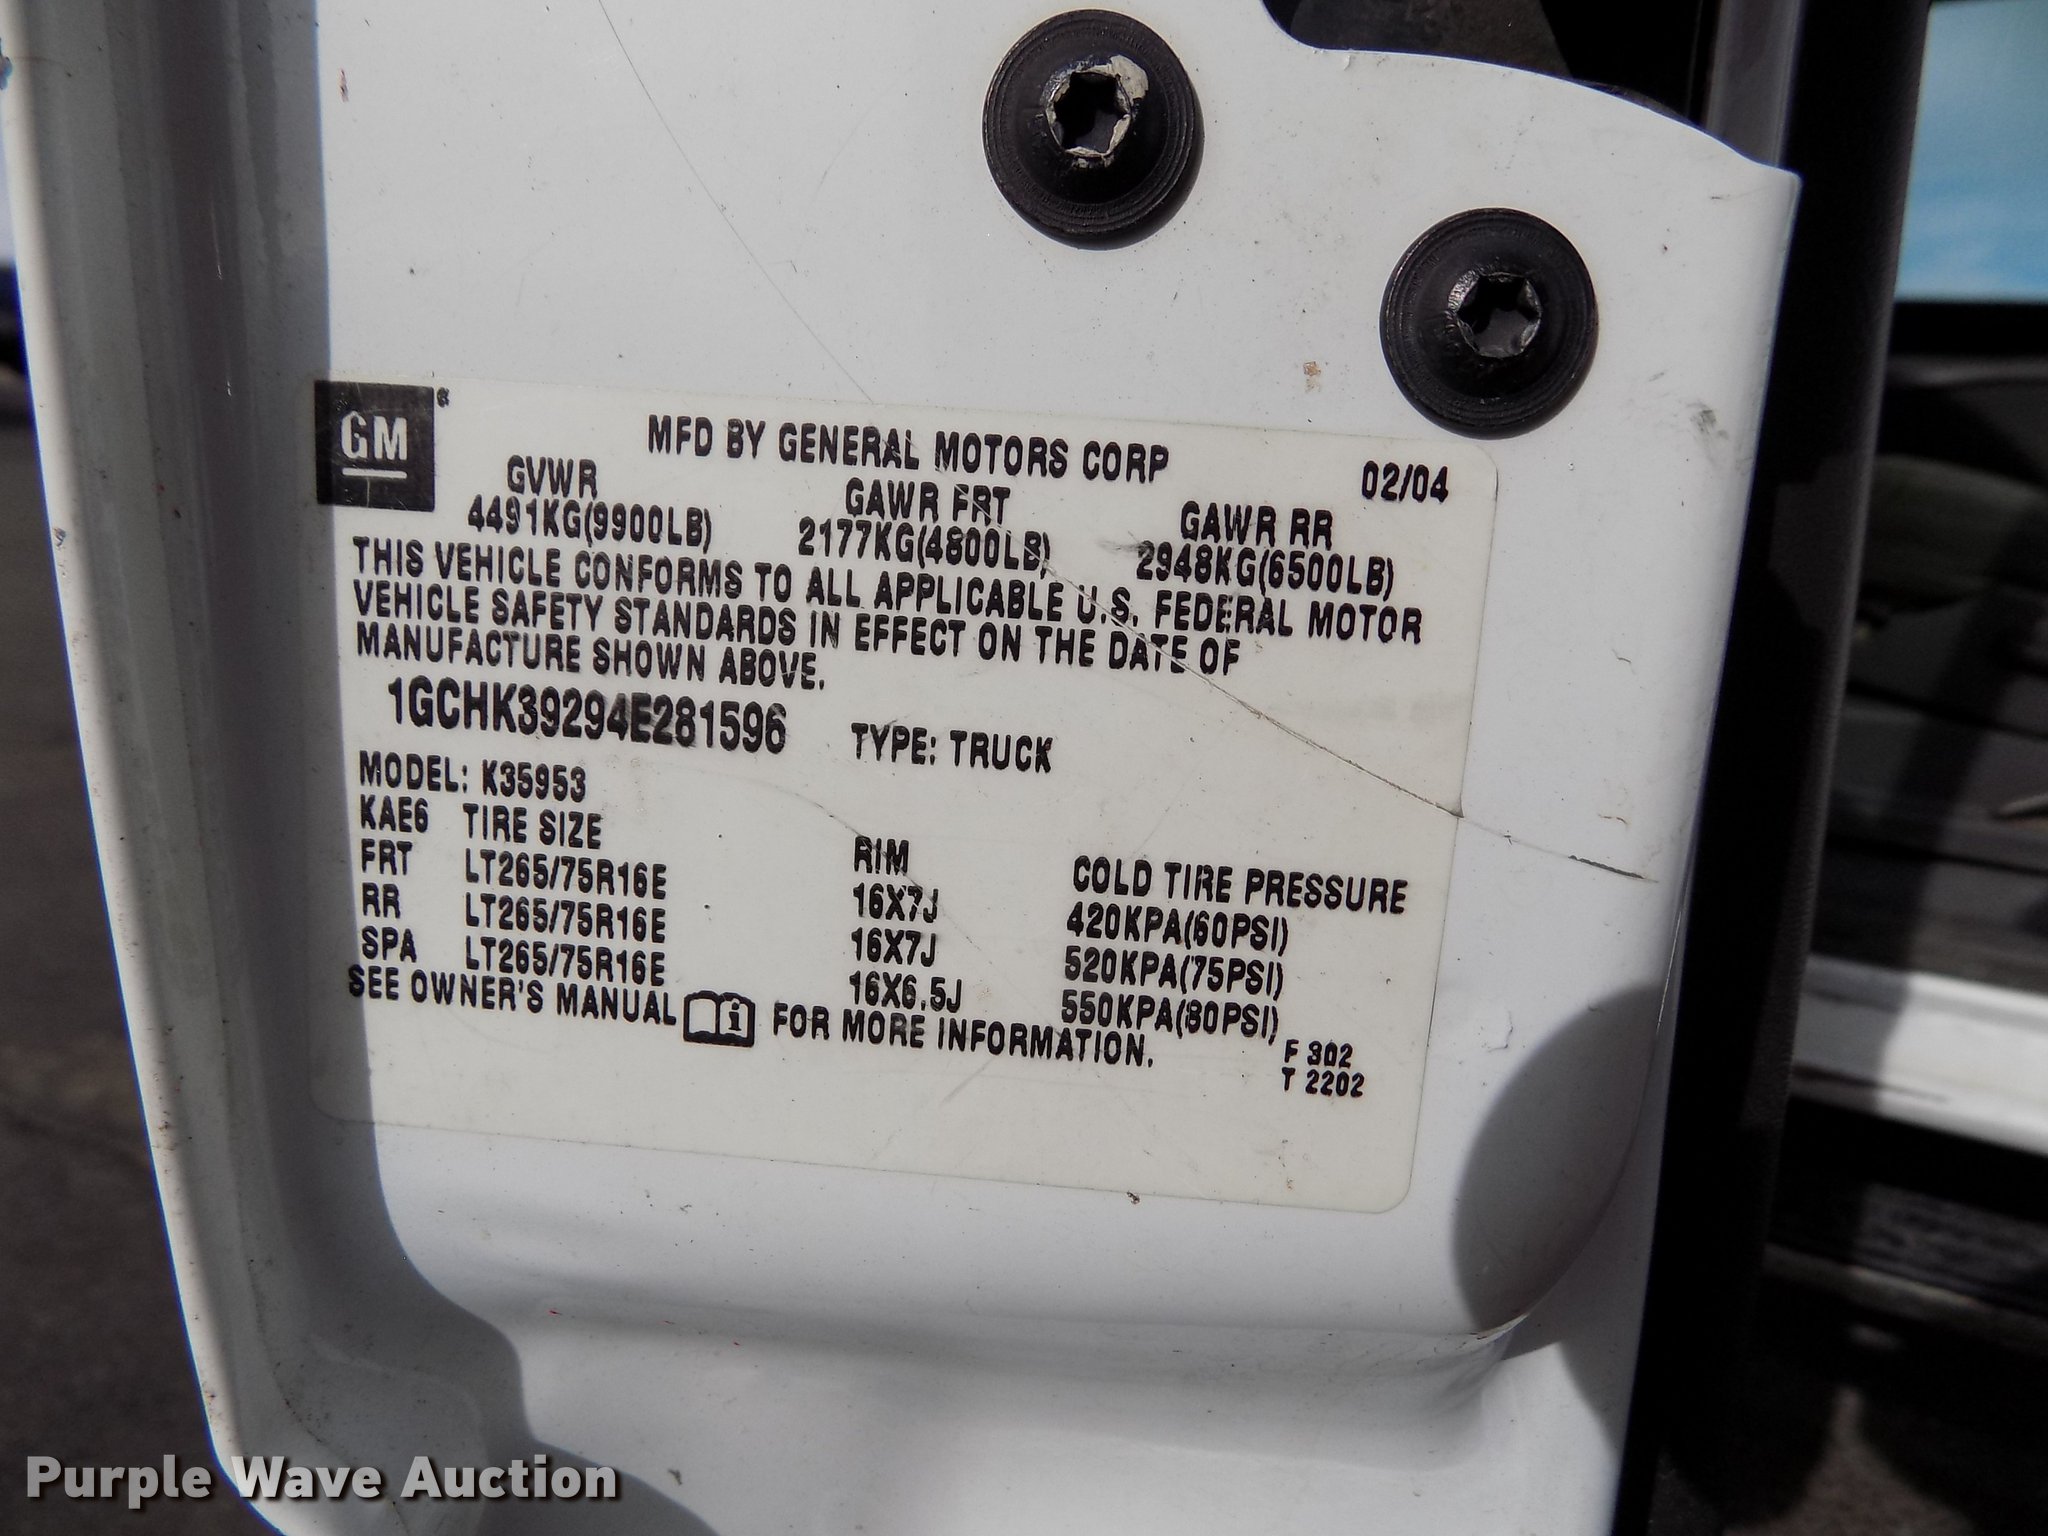 GM
MFD BY GENERAL MOTORS CORP 02/04
GVWR GAWR FRT GAWR RR
4491KG(9900LB) 2177KG(4800LB) 2948KG(6500LB)
THIS VEHICLE CONFORMS TO ALL APPLICABLE U.S. FEDERAL MOTOR
VEHICLE SAFETY STANDARDS IN EFFECT ON THE DATE OF
MANUFACTURE SHOWN ABOVE.
1GCHK39294E281596 TYPE: TRUCK
MODEL: K35953
KAE6 TIRE SIZE RIM COLD TIRE PRESSURE
FRT LT265/75R16E 16X7J 420KPA(60PSI)
RR LT265/75R16E 16X7J 520KPA(75PSI)
SPA LT265/75R16E 16X6.5J 550KPA(80PSI)
SEE OWNER'S MANUAL FOR MORE INFORMATION.
F 302
T 2202
Purple Wave Auction